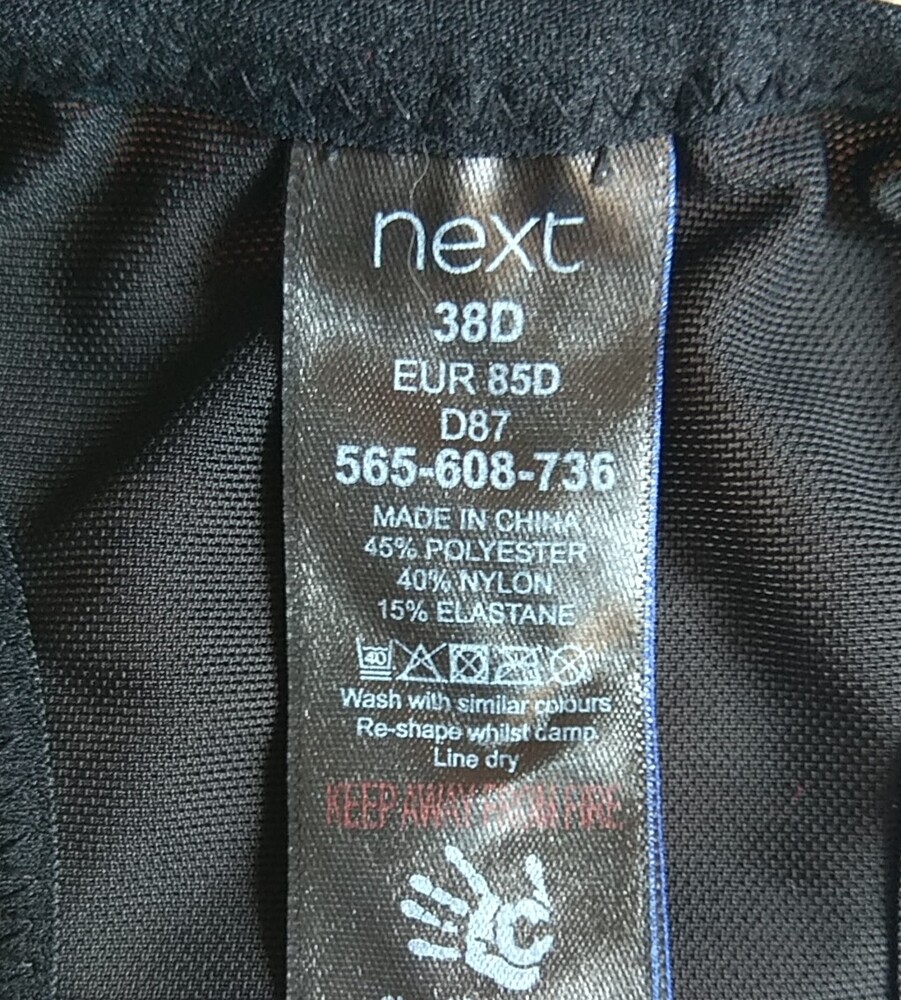 next
38D
EUR 85D
D87
565-608-736
MADE IN CHINA
45% POLYESTER
40% NYLON
15% ELASTANE
40
Wash with similar colours
Re-shape whilst damp
Line dry
KEEP AWAY FROM FIRE